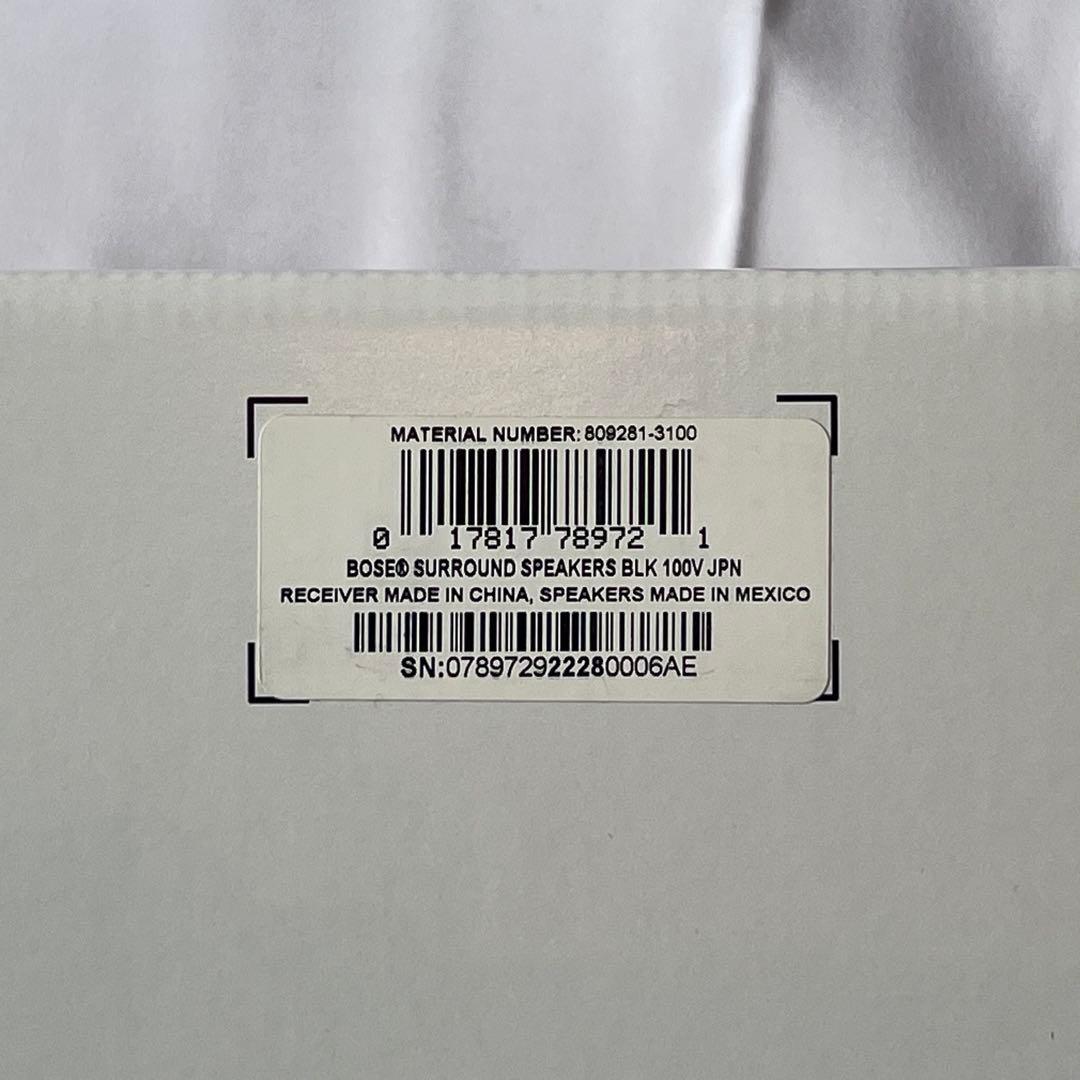 MATERIAL NUMBER: 809281-3100
0 17817 78972 1
BOSE® SURROUND SPEAKERS BLK 100V JPN
RECEIVER MADE IN CHINA, SPEAKERS MADE IN MEXICO
SN:078972922280006AE